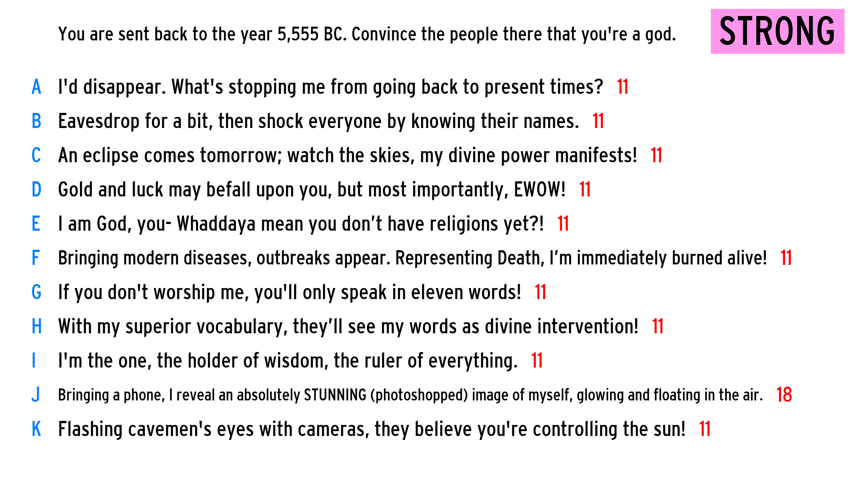 You are sent back to the year 5,555 BC. Convince the people there that you're a god.
STRONG
A I'd disappear. What's stopping me from going back to present times? 11
B Eavesdrop for a bit, then shock everyone by knowing their names. 11
C An eclipse comes tomorrow; watch the skies, my divine power manifests! 11
D Gold and luck may befall upon you, but most importantly, EWOW! 11
E I am God, you- Whaddaya mean you don’t have religions yet?! 11
F Bringing modern diseases, outbreaks appear. Representing Death, I’m immediately burned alive! 11
G If you don't worship me, you'll only speak in eleven words! 11
H With my superior vocabulary, they’ll see my words as divine intervention! 11
I I'm the one, the holder of wisdom, the ruler of everything. 11
J Bringing a phone, I reveal an absolutely STUNNING (photoshopped) image of myself, glowing and floating in the air. 18
K Flashing cavemen's eyes with cameras, they believe you're controlling the sun! 11